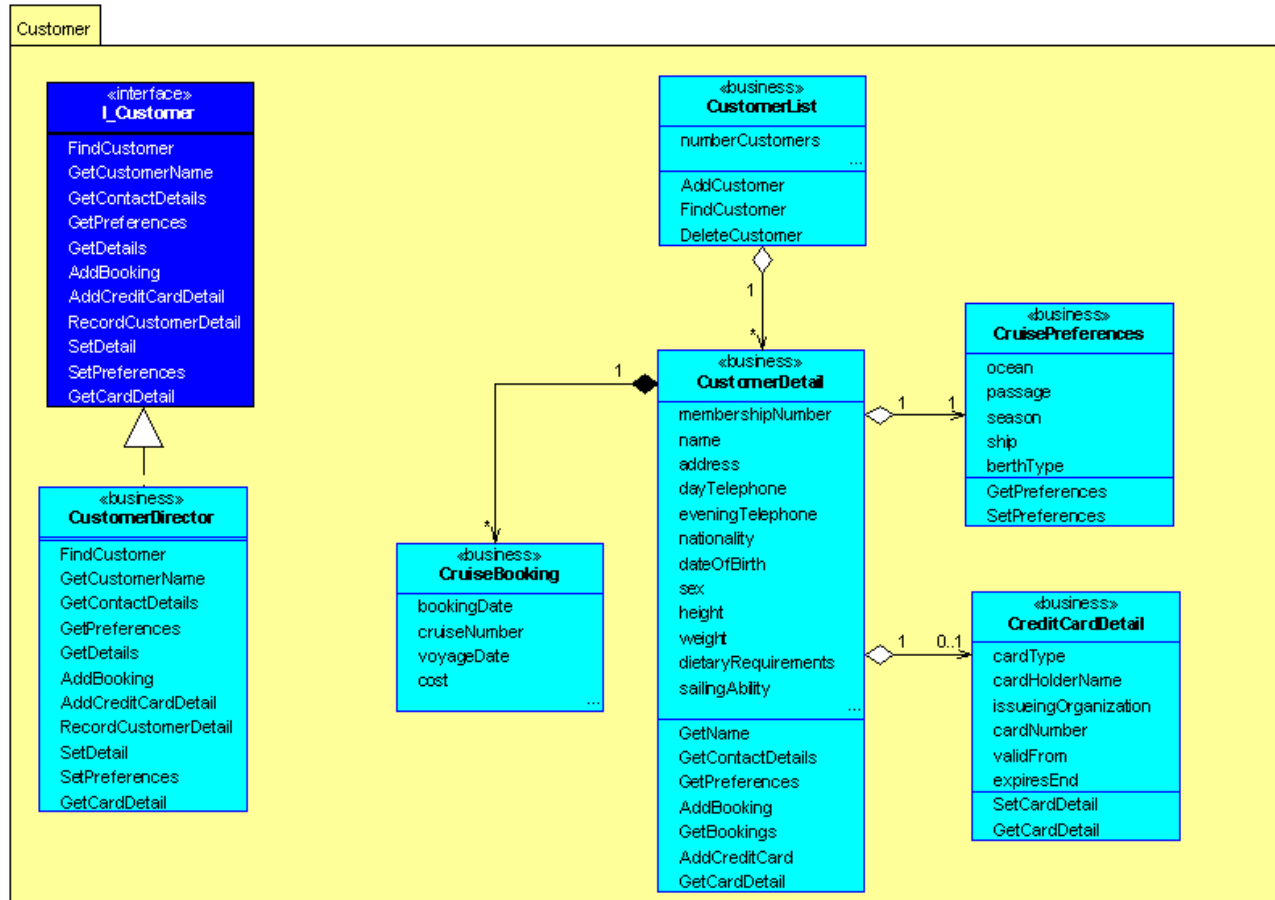 Customer
«interface»
I_Customer
FindCustomer
GetCustomerName
GetContactDetails
GetPreferences
GetDetails
AddBooking
AddCreditCardDetail
RecordCustomerDetail
SetDetail
SetPreferences
GetCardDetail
«business»
CustomerDirector
FindCustomer
GetCustomerName
GetContactDetails
GetPreferences
GetDetails
AddBooking
AddCreditCardDetail
RecordCustomerDetail
SetDetail
SetPreferences
GetCardDetail
«business»
CustomerList
numberCustomers
...
AddCustomer
FindCustomer
DeleteCustomer
1
*
1
*
«business»
CruiseBooking
bookingDate
cruiseNumber
voyageDate
cost
...
«business»
CustomerDetail
membershipNumber
name
address
dayTelephone
eveningTelephone
nationality
dateOfBirth
sex
height
weight
dietaryRequirements
sailingAbility
...
GetName
GetContactDetails
GetPreferences
AddBooking
GetBookings
AddCreditCard
GetCardDetail
1 1
«business»
CruisePreferences
ocean
passage
season
ship
berthType
GetPreferences
SetPreferences
1 0..1
«business»
CreditCardDetail
cardType
cardHolderName
issueingOrganization
cardNumber
validFrom
expiresEnd
SetCardDetail
GetCardDetail